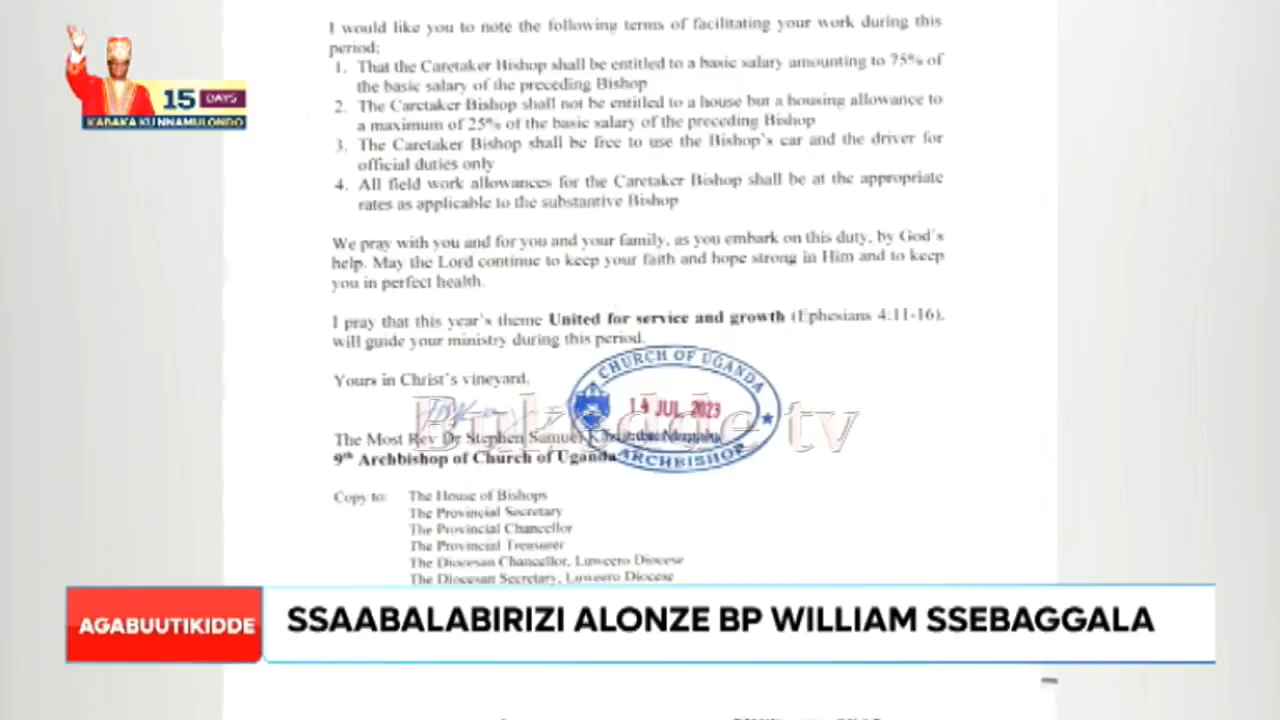 I would like you to note the following terms of facilitating your work during this
period;
1. That the Caretaker Bishop shall be entitled to a basic salary amounting to 75% of
the basic salary of the preceding Bishop
2. The Caretaker Bishop shall not be entitled to a house but a housing allowance to
a maximum of 25% of the basic salary of the preceding Bishop
3. The Caretaker Bishop shall be free to use the Bishop's car and the driver for
official duties only
4. All field work allowances for the Caretaker Bishop shall be at the appropriate
rates as applicable to the substantive Bishop
We pray with you and for you and your family, as you embark on this duty, by God's
help. May the Lord continue to keep your faith and hope strong in Him and to keep
you in perfect health.
I pray that this year's theme United for service and growth (Ephesians 4.11-16),
will guide your ministry during this period.
Yours in Christ's vineyard,
The Most Rev Dr Stephen Samuel
9th Archbishop of Church of Uganda
CHURCH OF UGANDA
JUL 2023
ARCHBISHOP
Bukedde tv
Copy to: The House of Bishops
The Provincial Secretary
The Provincial Chancellor
The Provincial Treasurer
The Diocesan Chancellor, Luweero Diocese
The Diocesan Secretary, Luweero Diocese
15 DAYS
KABAKA KU NNAMULONDO
AGABUUTIKIDDE
SSAABALABIRIZI ALONZE BP WILLIAM SSEBAGGALA